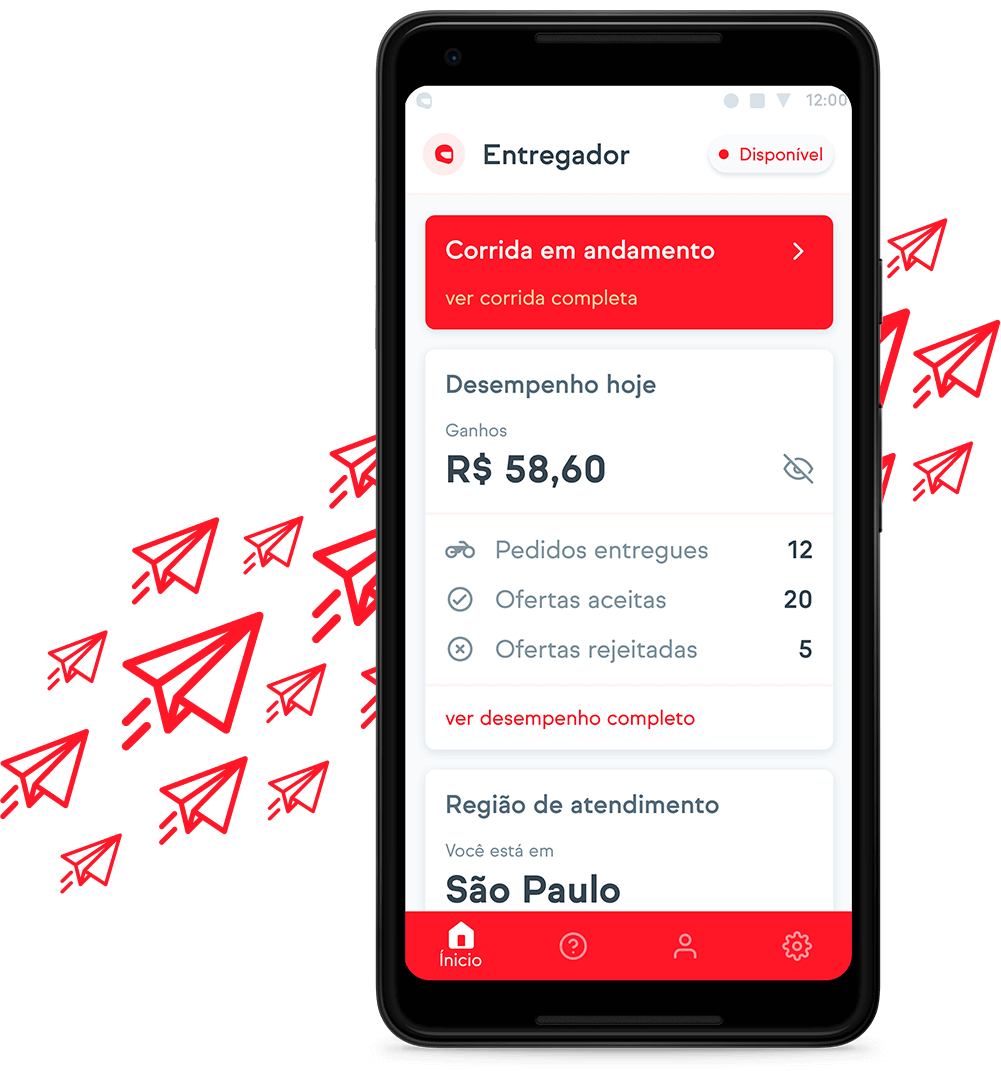 12:00
Entregador
Disponível
Corrida em andamento
ver corrida completa
Desempenho hoje
Ganhos
R$ 58,60
Pedidos entregues 12
Ofertas aceitas 20
Ofertas rejeitadas 5
ver desempenho completo
Região de atendimento
Você está em
São Paulo
Ínicio